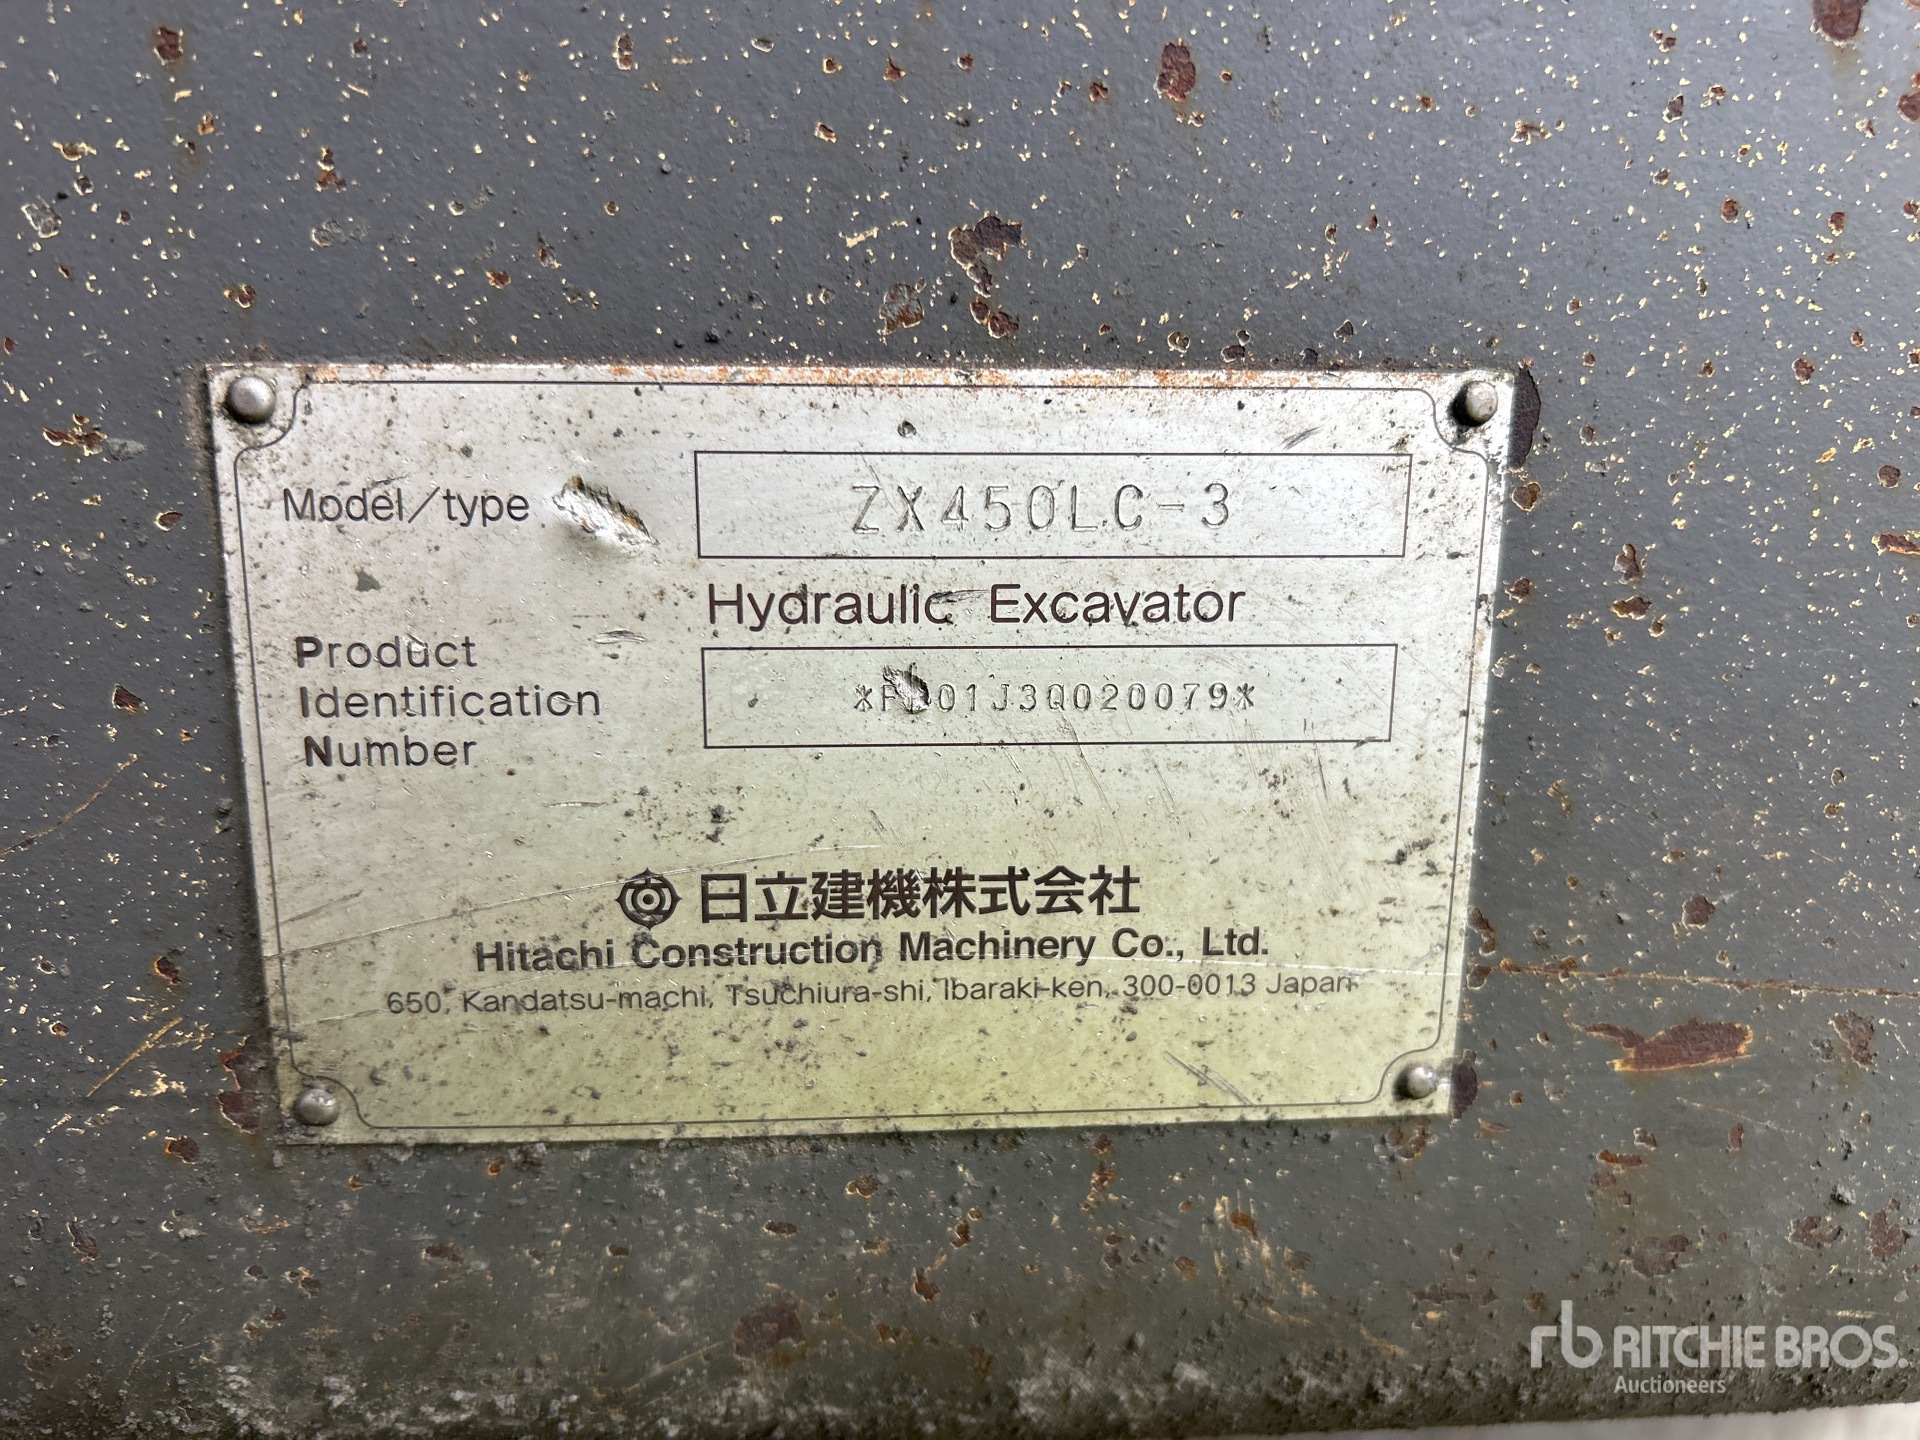 Model/type
ZX450LC-3
Hydraulic Excavator
Product
Identification
Number
日立建機株式会社
Hitachi Construction Machinery Co., Ltd.
650, Kandatsu-machi, Tsuchiura-shi, Ibaraki-ken, 300-0013 Japan
rb RITCHIE BROS.
Auctioneers